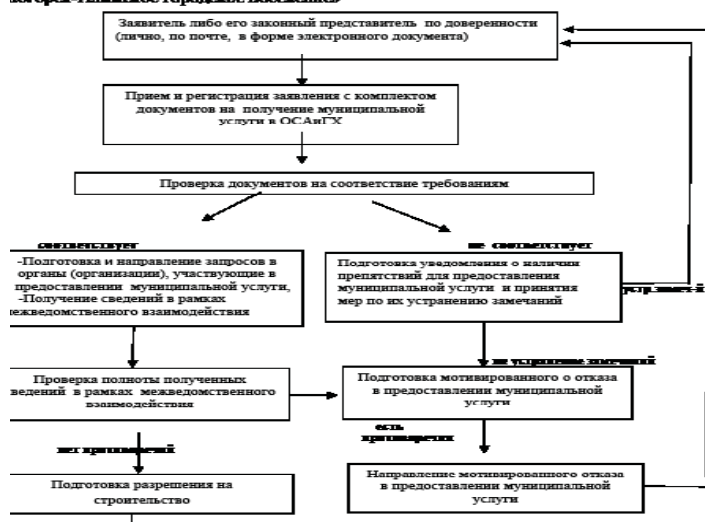 Заявитель либо его законный представитель по доверенности
(лично, по почте, в форме электронного документа)
Прием и регистрация заявления с комплектом
документов на получение муниципальной
услуги в ОСАиГХ
Проверка документов на соответствие требованиям
соответствует
не соответствует
-Подготовка и направление запросов в
органы (организации), участвующие в
предоставлении муниципальной услуги,
-Получение сведений в рамках
межведомственного взаимодействия
Подготовка уведомления о наличии
препятствий для предоставления
муниципальной услуги и принятия
мер по их устранению замечаний
не устранение замечаний
Проверка полноты полученных
ведений в рамках межведомственного
взаимодействия
Подготовка мотивированного о отказа
в предоставлении муниципальной
услуги
есть
противоречия
нет противоречий
Подготовка разрешения на
строительство
Направление мотивированного отказа
в предоставлении муниципальной
услуги